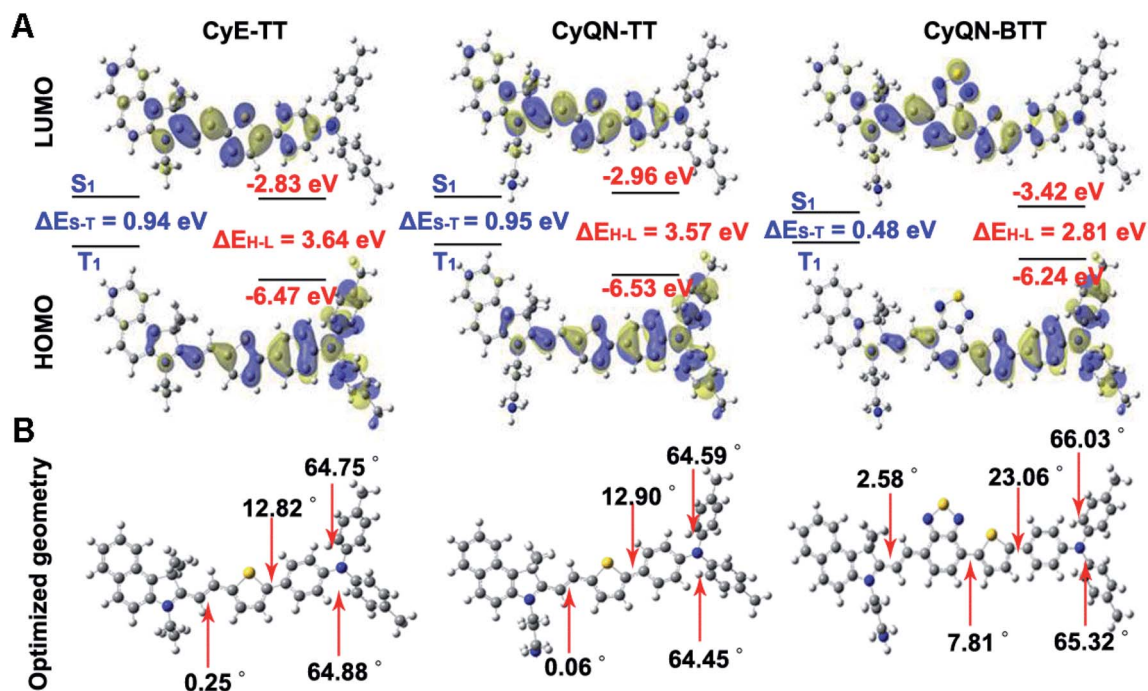 A
CyE-TT
CyQN-TT
CyQN-BTT
LUMO
S1
-2.83 eV
ΔES-T = 0.94 eV
ΔEH-L = 3.64 eV
T1
-6.47 eV
S1
-2.96 eV
ΔES-T = 0.95 eV
ΔEH-L = 3.57 eV
T1
-6.53 eV
S1
-3.42 eV
ΔES-T = 0.48 eV
ΔEH-L = 2.81 eV
T1
-6.24 eV
HOMO
B
Optimized geometry
64.75 °
12.82 °
0.25 °
64.88 °
64.59 °
12.90 °
0.06 °
64.45 °
66.03 °
2.58 °
23.06 °
7.81 °
65.32 °